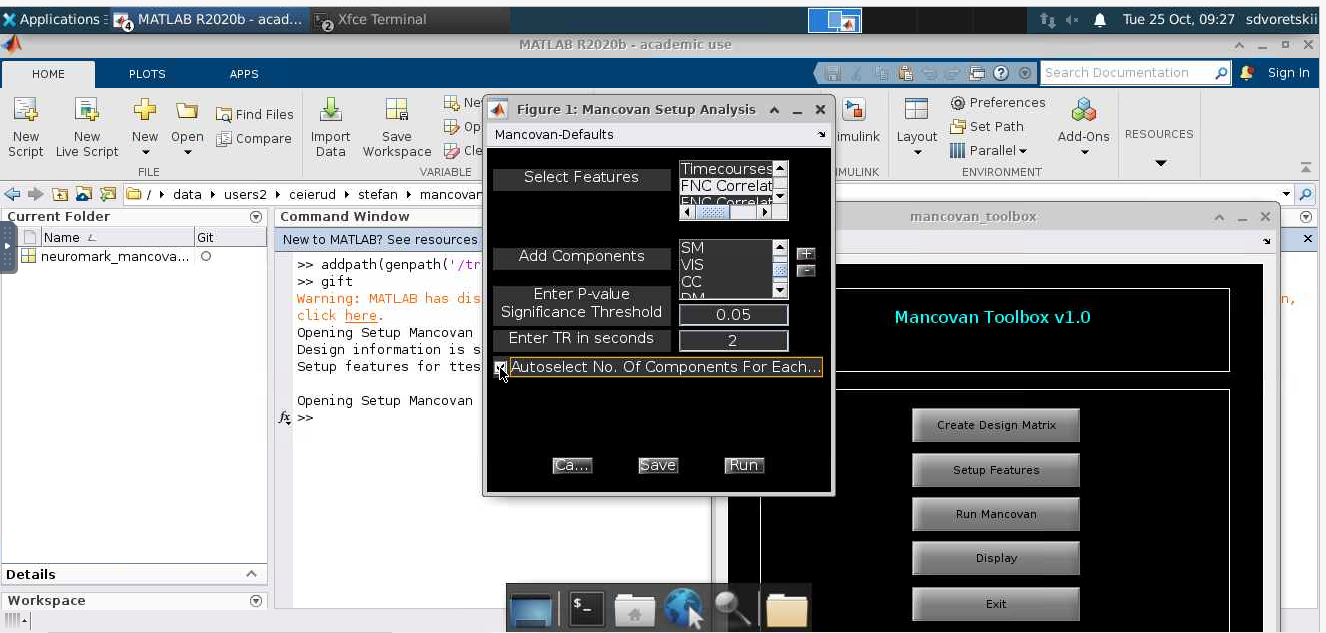 Applications
MATLAB R2020b - acad...
Xfce Terminal
Tue 25 Oct, 09:27 sdvoretskii
MATLAB R2020b - academic use
HOME PLOTS APPS
Search Documentation
Sign In
New Script
New Live Script
New
Open
Find Files
Compare
Import Data
Save Workspace
Layout
Preferences
Set Path
Parallel
Add-Ons
RESOURCES
FILE VARIABLE ENVIRONMENT
/ data users2 ceierud stefan
Current Folder
Name Git
neuromark_mancova...
Details
Workspace
Command Window
New to MATLAB? See resources
>> addpath(genpath('/tr
>> gift
Warning: MATLAB has dis
click here.
Opening Setup Mancovan
Design information is s
Setup features for ttes
Opening Setup Mancovan
fx >>
Figure 1: Mancovan Setup Analysis
Mancovan-Defaults
Select Features
Timecourses
FNC Correlat
FNC Correlat
Add Components
SM
VIS
CC
DM
+
-
Enter P-value
Significance Threshold
0.05
Enter TR in seconds
2
Autoselect No. Of Components For Each...
Ca... Save Run
mancovan_toolbox
Mancovan Toolbox v1.0
Create Design Matrix
Setup Features
Run Mancovan
Display
Exit